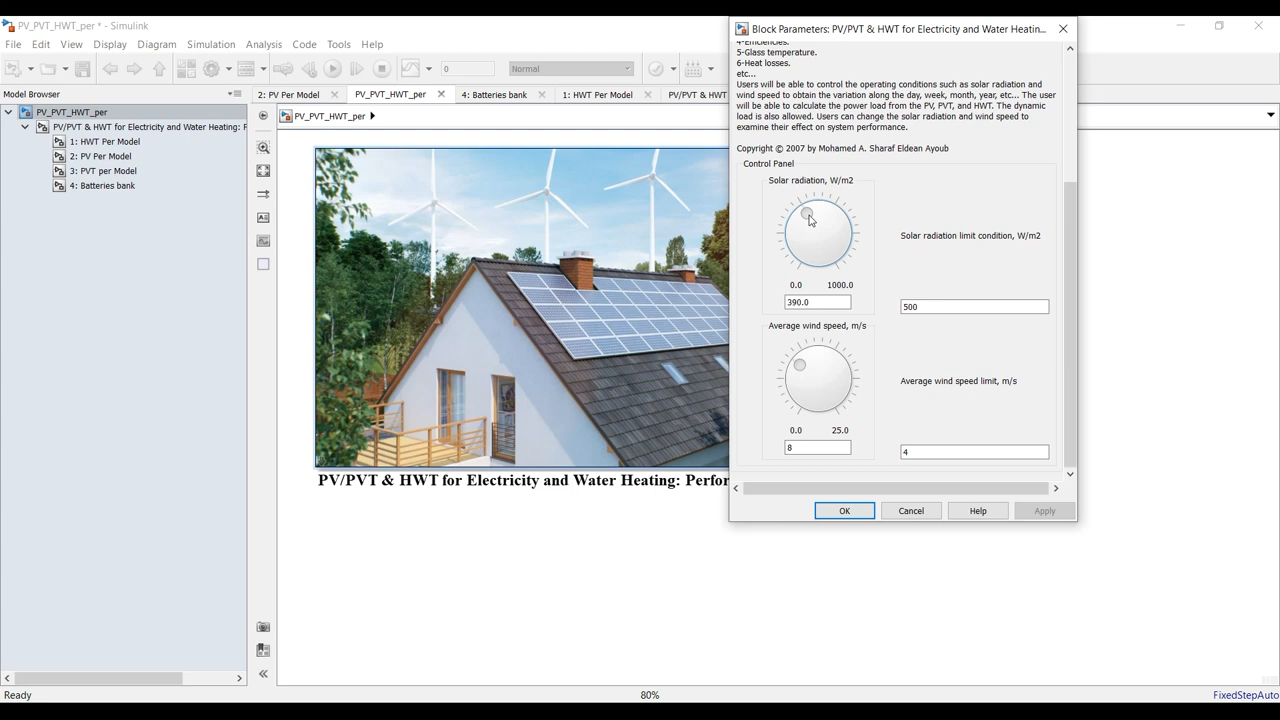 PV_PVT_HWT_per * - Simulink
File Edit View Display Diagram Simulation Analysis Code Tools Help
0
Normal
Model Browser
2: PV Per Model
PV_PVT_HWT_per
4: Batteries bank
1: HWT Per Model
PV/PVT & HWT
PV_PVT_HWT_per
PV_PVT_HWT_per
PV/PVT & HWT for Electricity and Water Heating: F
1: HWT Per Model
2: PV Per Model
3: PVT per Model
4: Batteries bank
PV/PVT & HWT for Electricity and Water Heating: Perfor
Block Parameters: PV/PVT & HWT for Electricity and Water Heatin...
4-Efficiencies.
5-Glass temperature.
6-Heat losses.
etc...
Users will be able to control the operating conditions such as solar radiation and
wind speed to obtain the variation along the day, week, month, year, etc... The user
will be able to calculate the power load from the PV, PVT, and HWT. The dynamic
load is also allowed. Users can change the solar radiation and wind speed to
examine their effect on system performance.
Copyright © 2007 by Mohamed A. Sharaf Eldean Ayoub
Control Panel
Solar radiation, W/m2
0.0 1000.0
390.0
Solar radiation limit condition, W/m2
500
Average wind speed, m/s
0.0 25.0
8
Average wind speed limit, m/s
4
OK Cancel Help Apply
Ready
80%
FixedStepAuto